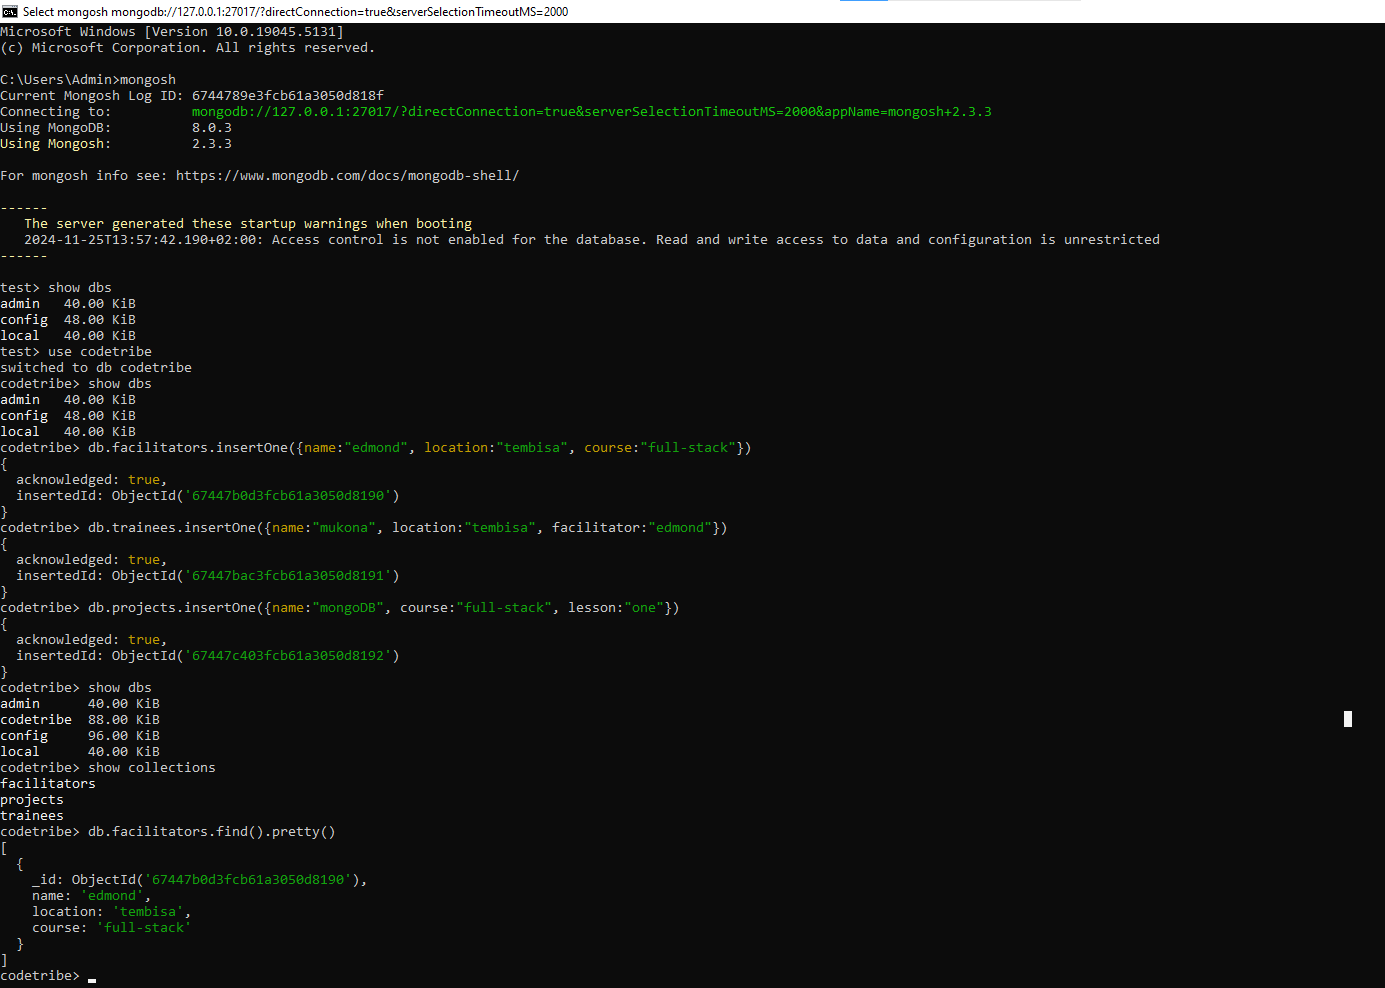 Select mongosh mongodb://127.0.0.1:27017/?directConnection=true&serverSelectionTimeoutMS=2000
Microsoft Windows [Version 10.0.19045.5131]
(c) Microsoft Corporation. All rights reserved.
C:\Users\Admin>mongosh
Current Mongosh Log ID: 6744789e3fcb61a3050d818f
Connecting to:          mongodb://127.0.0.1:27017/?directConnection=true&serverSelectionTimeoutMS=2000&appName=mongosh+2.3.3
Using MongoDB:          8.0.3
Using Mongosh:          2.3.3
For mongosh info see: https://www.mongodb.com/docs/mongodb-shell/
------
   The server generated these startup warnings when booting
   2024-11-25T13:57:42.190+02:00: Access control is not enabled for the database. Read and write access to data and configuration is unrestricted
------
test> show dbs
admin   40.00 KiB
config  48.00 KiB
local   40.00 KiB
test> use codetribe
switched to db codetribe
codetribe> show dbs
admin   40.00 KiB
config  48.00 KiB
local   40.00 KiB
codetribe> db.facilitators.insertOne({name:"edmond", location:"tembisa", course:"full-stack"})
{
  acknowledged: true,
  insertedId: ObjectId('67447b0d3fcb61a3050d8190')
}
codetribe> db.trainees.insertOne({name:"mukona", location:"tembisa", facilitator:"edmond"})
{
  acknowledged: true,
  insertedId: ObjectId('67447bac3fcb61a3050d8191')
}
codetribe> db.projects.insertOne({name:"mongoDB", course:"full-stack", lesson:"one"})
{
  acknowledged: true,
  insertedId: ObjectId('67447c403fcb61a3050d8192')
}
codetribe> show dbs
admin      40.00 KiB
codetribe  88.00 KiB
config     96.00 KiB
local      40.00 KiB
codetribe> show collections
facilitators
projects
trainees
codetribe> db.facilitators.find().pretty()
[
  {
    _id: ObjectId('67447b0d3fcb61a3050d8190'),
    name: 'edmond',
    location: 'tembisa',
    course: 'full-stack'
  }
]
codetribe>